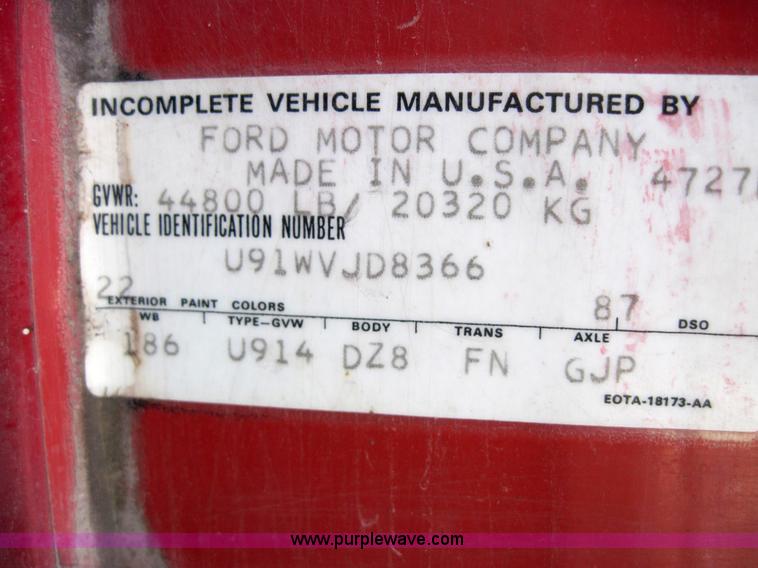 INCOMPLETE VEHICLE MANUFACTURED BY
FORD MOTOR COMPANY
MADE IN U.S.A. 4727
GVWR: 44800 LB/ 20320 KG
VEHICLE IDENTIFICATION NUMBER
U91WVJD8366
22 87
EXTERIOR PAINT COLORS DSO
WB TYPE-GVW BODY TRANS AXLE
186 U914 DZ8 FN GJP
EOTA-18173-AA
www.purplewave.com